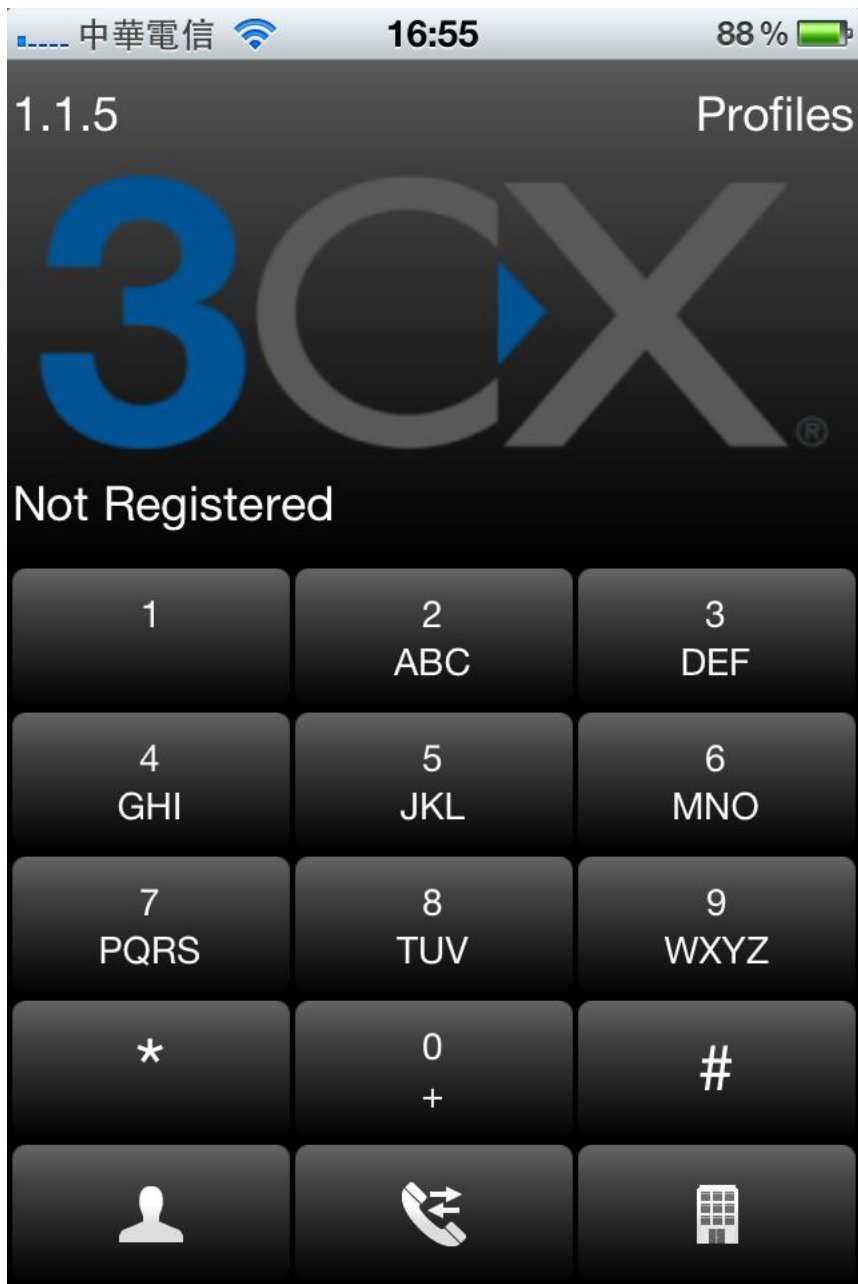 中華電信 16:55 88 %
1.1.5 Profiles
3CX®
Not Registered
1 2 3
ABC DEF
4 5 6
GHI JKL MNO
7 8 9
PQRS TUV WXYZ
* 0 #
+